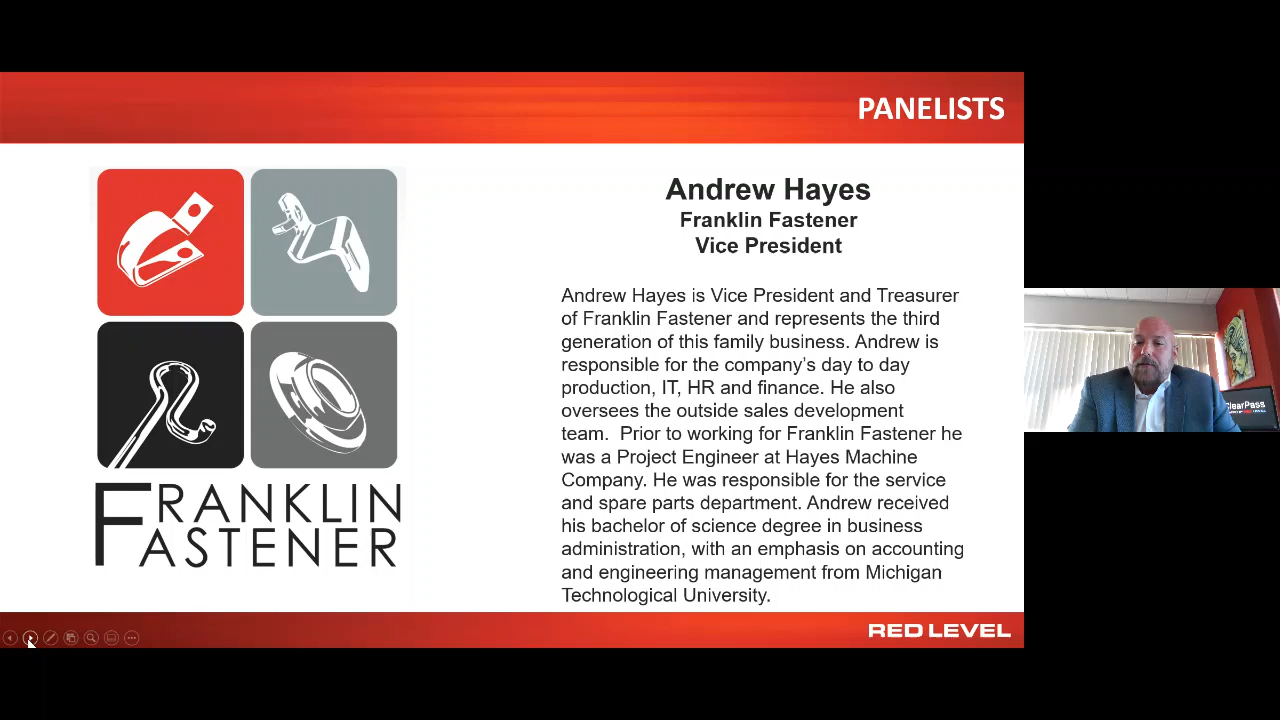 PANELISTS
Andrew Hayes
Franklin Fastener
Vice President
Andrew Hayes is Vice President and Treasurer
of Franklin Fastener and represents the third
generation of this family business. Andrew is
responsible for the company's day to day
production, IT, HR and finance. He also
oversees the outside sales development
team.  Prior to working for Franklin Fastener he
was a Project Engineer at Hayes Machine
Company. He was responsible for the service
and spare parts department. Andrew received
his bachelor of science degree in business
administration, with an emphasis on accounting
and engineering management from Michigan
Technological University.
FRANKLIN
FASTENER
ClearPass
RED LEVEL